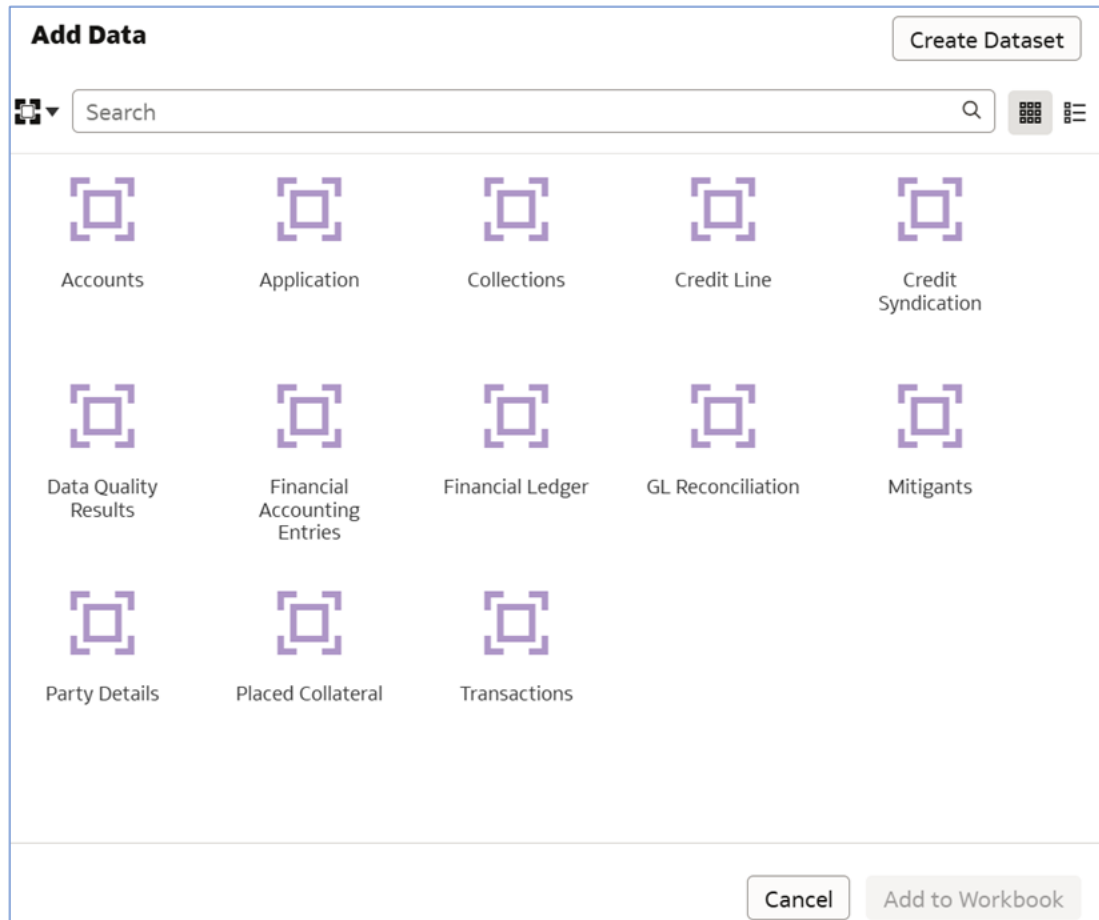 Add Data
Create Dataset
Search
Accounts
Application
Collections
Credit Line
Credit
Syndication
Data Quality
Results
Financial
Accounting
Entries
Financial Ledger
GL Reconciliation
Mitigants
Party Details
Placed Collateral
Transactions
Cancel
Add to Workbook